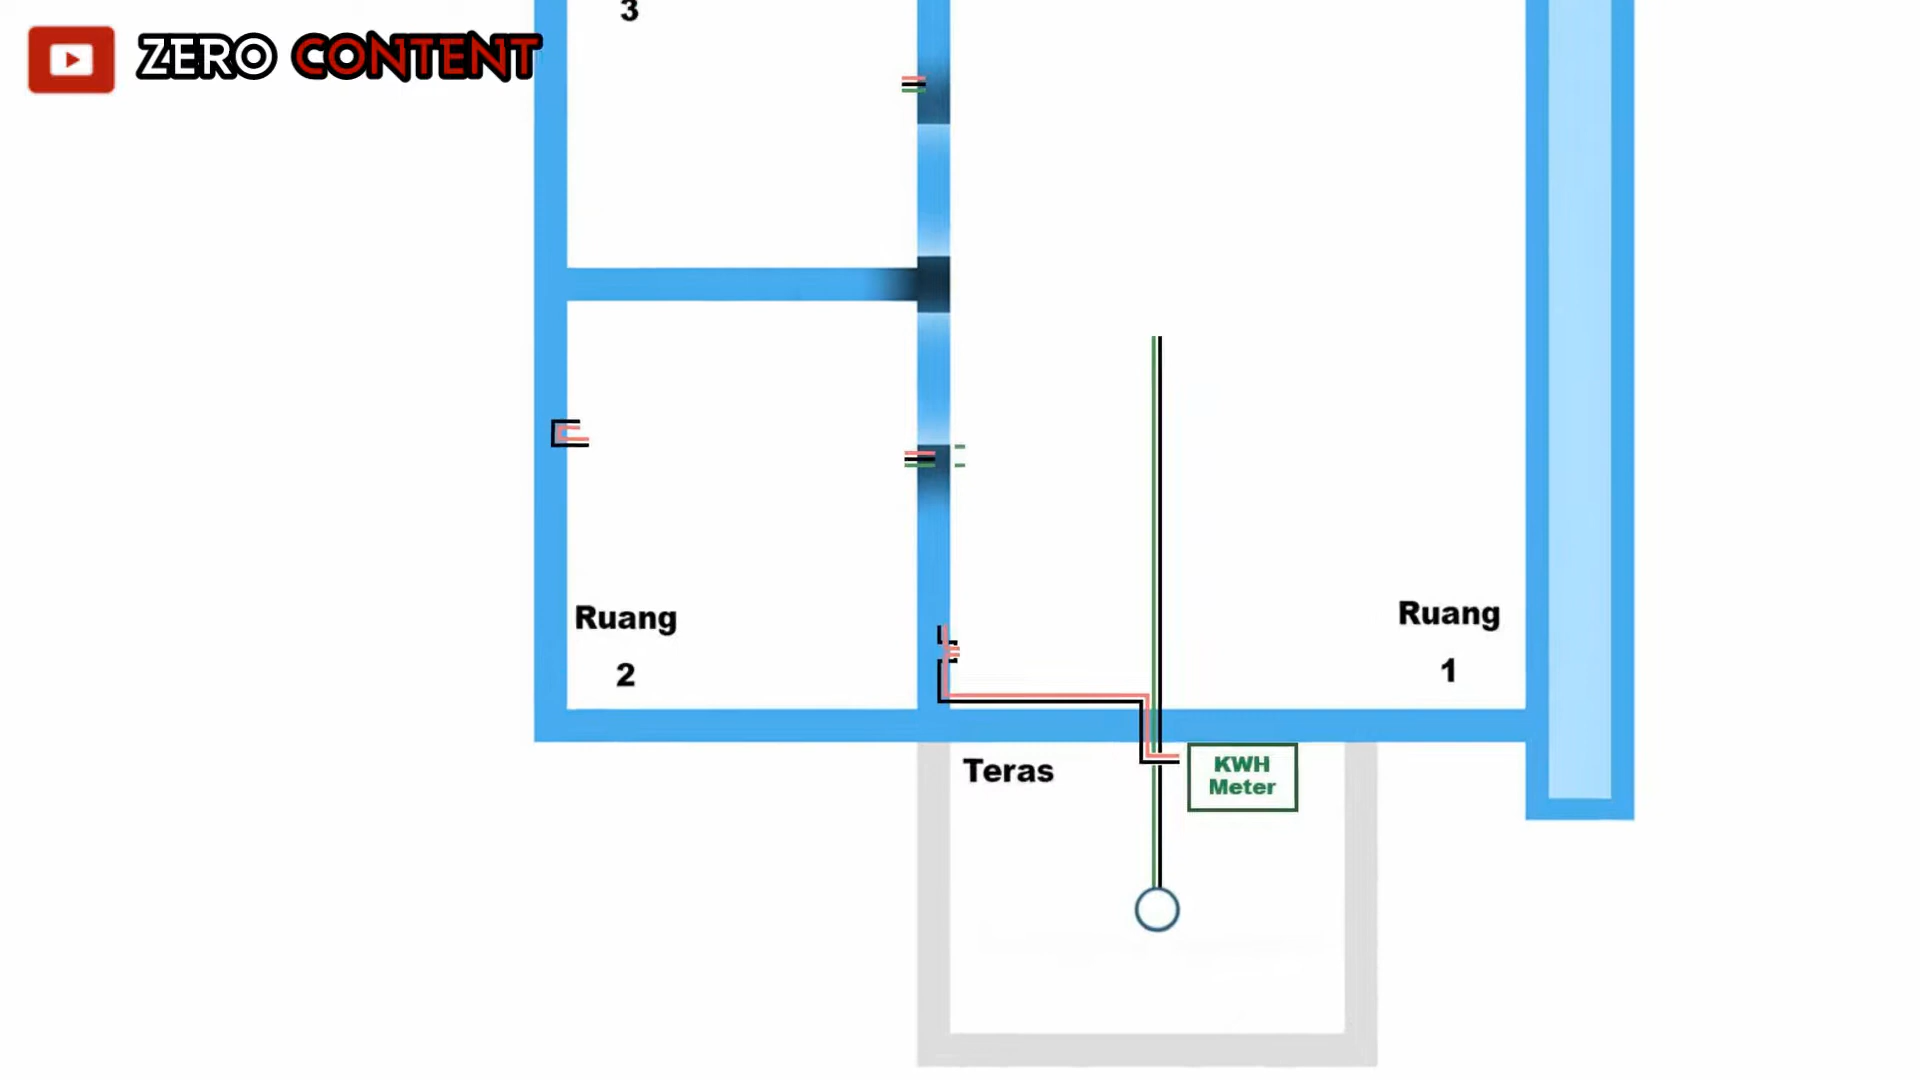 3
ZERO CONTENT
Ruang
2
Ruang
1
Teras
KWH
Meter